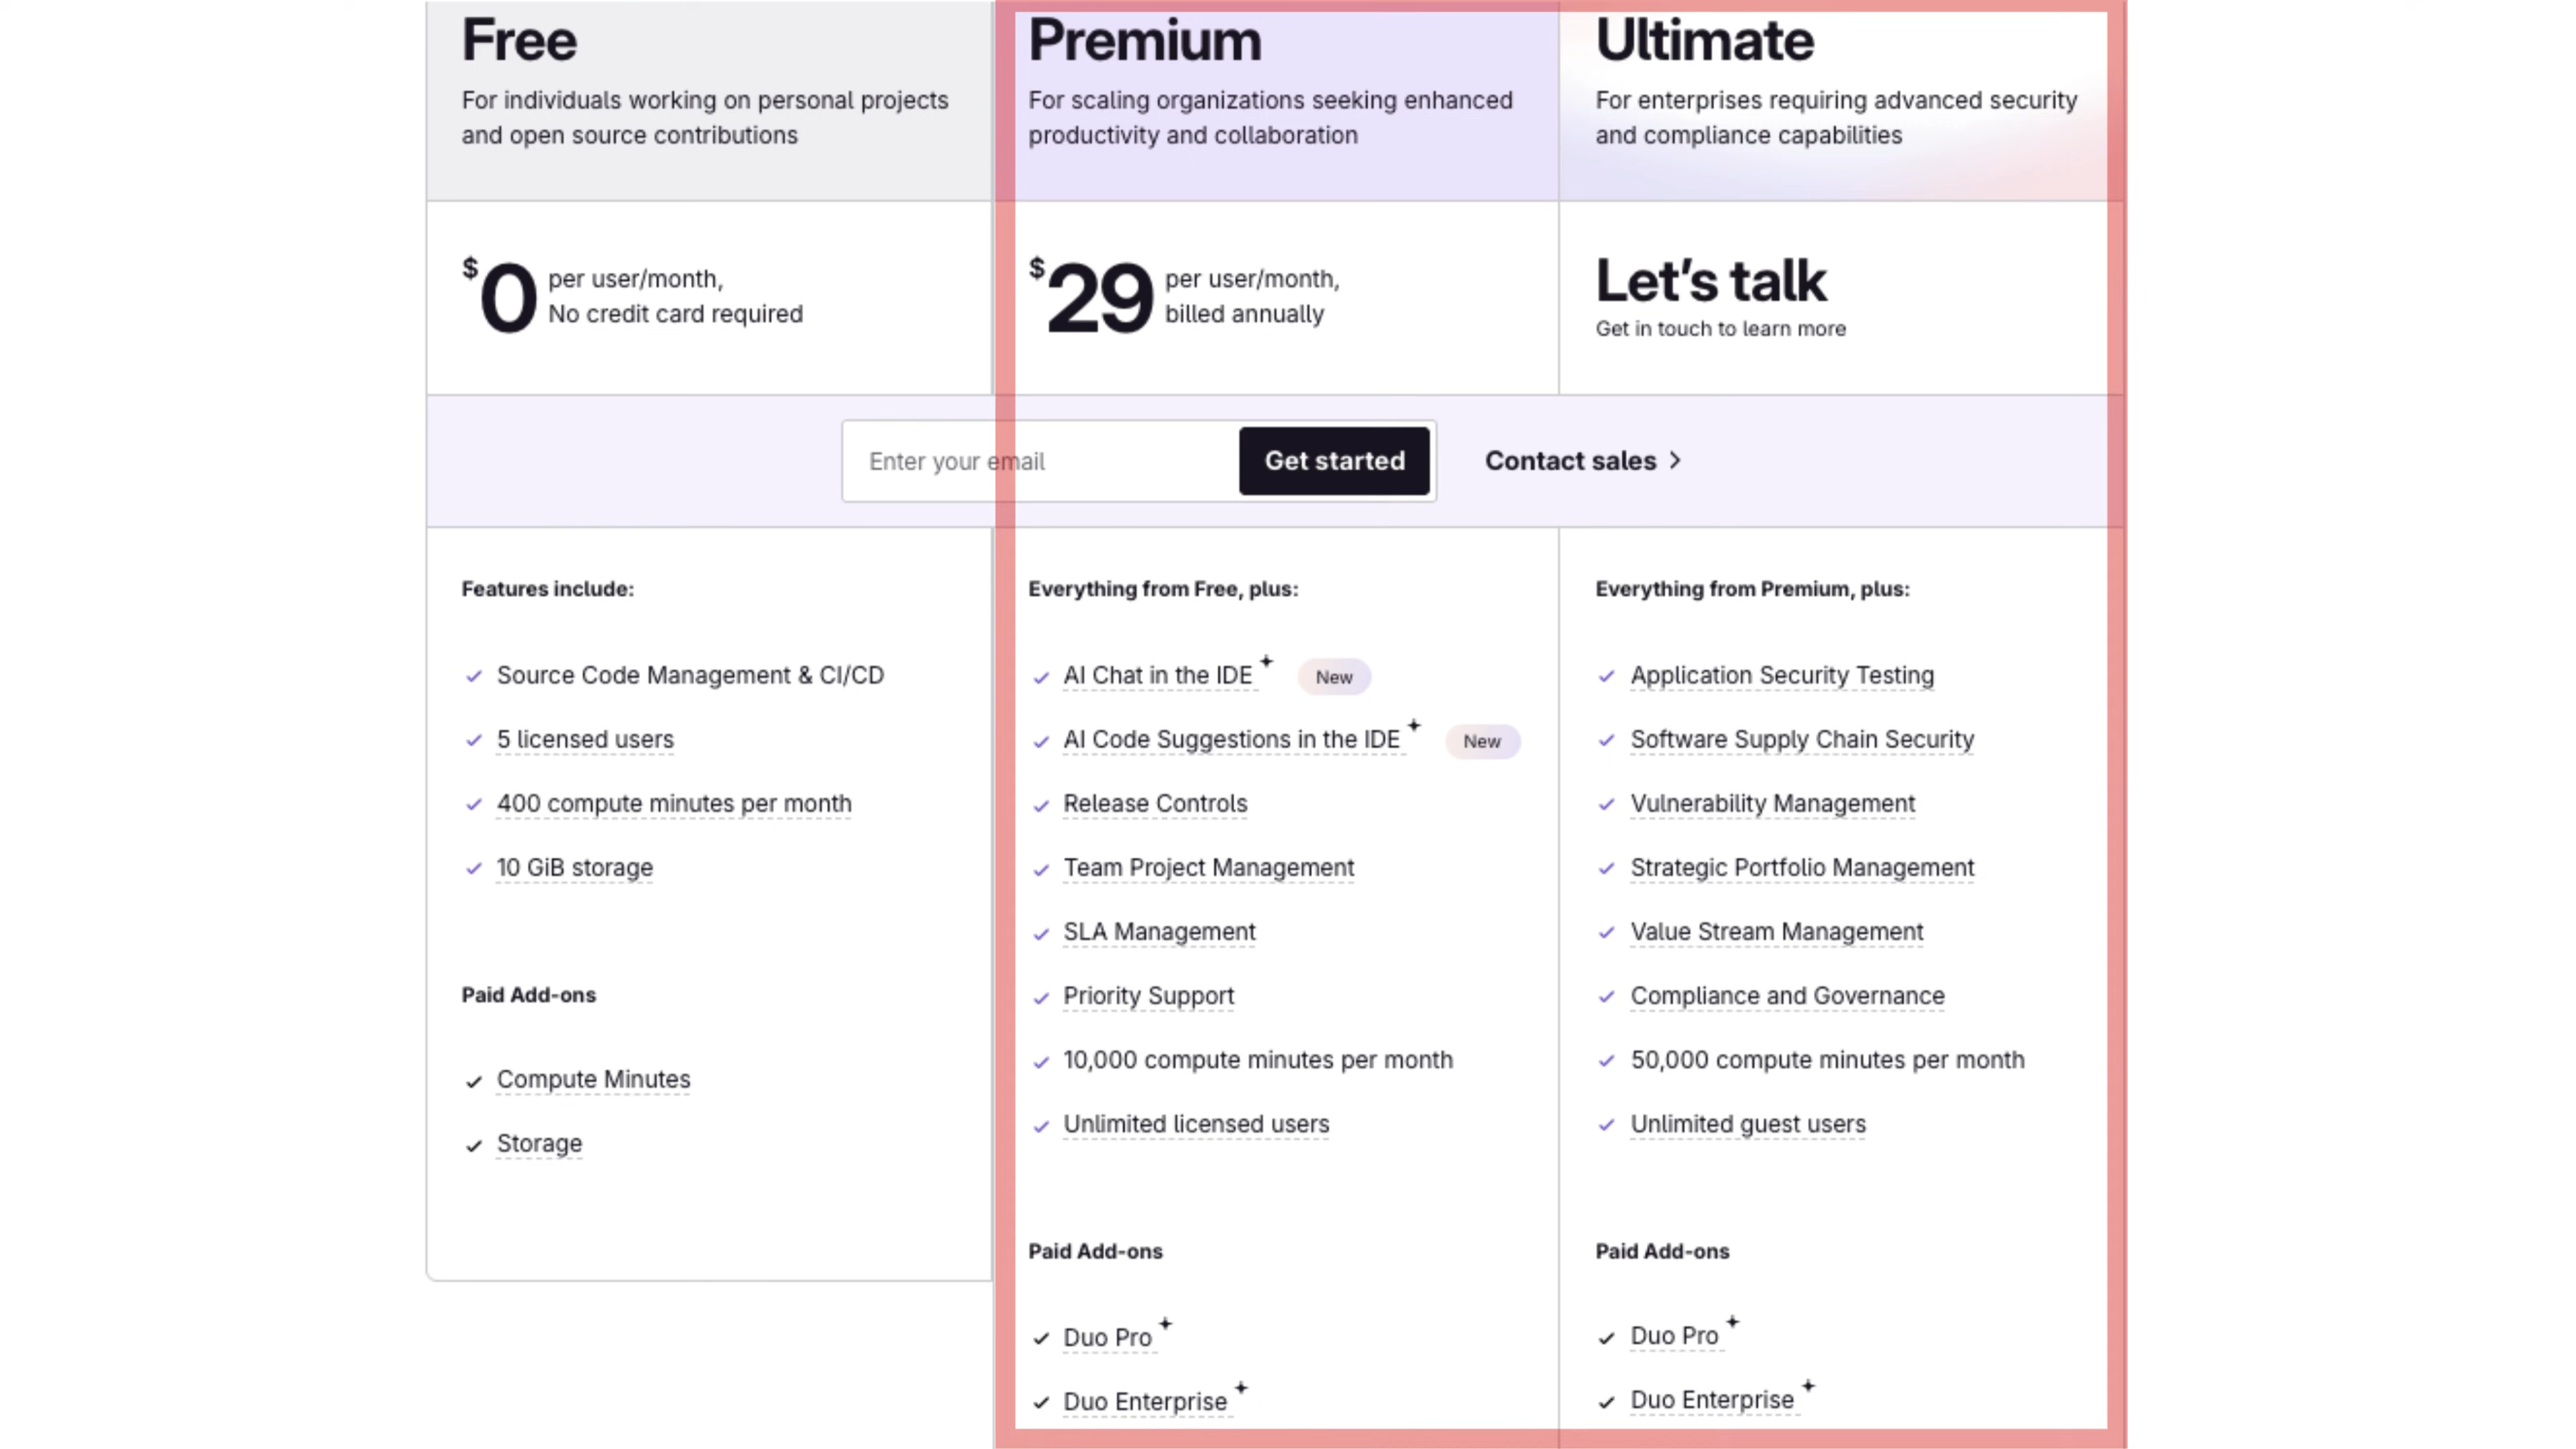 Free
For individuals working on personal projects
and open source contributions
$0 per user/month,
No credit card required
Premium
For scaling organizations seeking enhanced
productivity and collaboration
$29 per user/month,
billed annually
Ultimate
For enterprises requiring advanced security
and compliance capabilities
Let’s talk
Get in touch to learn more
Enter your email
Get started
Contact sales
Features include:
Source Code Management & CI/CD
5 licensed users
400 compute minutes per month
10 GiB storage
Paid Add-ons
Compute Minutes
Storage
Everything from Free, plus:
AI Chat in the IDE New
AI Code Suggestions in the IDE New
Release Controls
Team Project Management
SLA Management
Priority Support
10,000 compute minutes per month
Unlimited licensed users
Paid Add-ons
Duo Pro
Duo Enterprise
Everything from Premium, plus:
Application Security Testing
Software Supply Chain Security
Vulnerability Management
Strategic Portfolio Management
Value Stream Management
Compliance and Governance
50,000 compute minutes per month
Unlimited guest users
Paid Add-ons
Duo Pro
Duo Enterprise